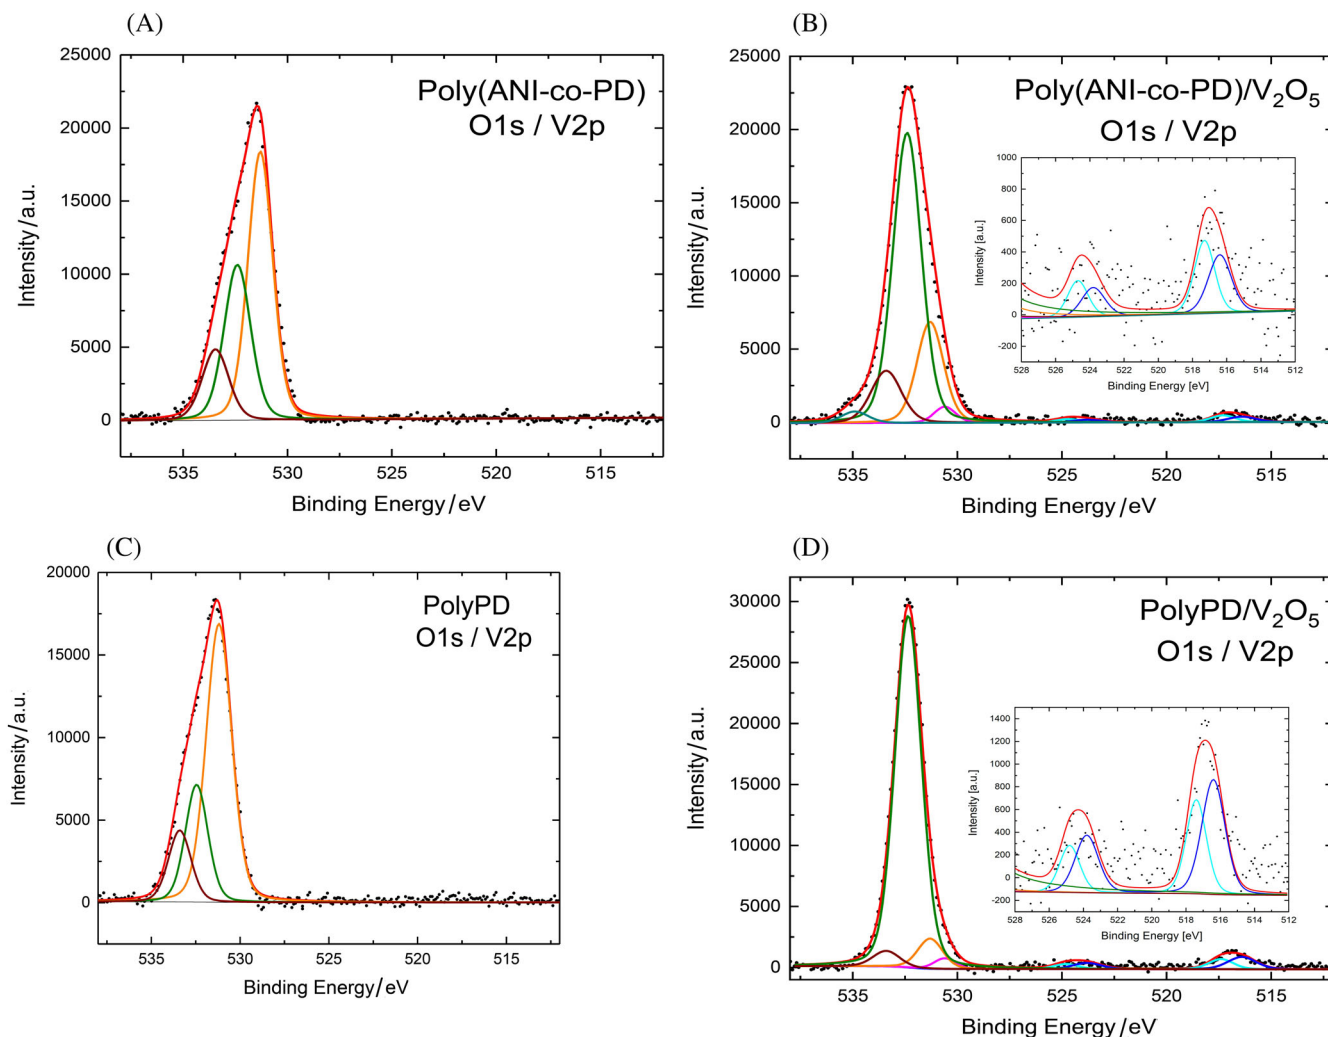 (A)
Poly(ANI-co-PD)
O1s / V2p
25000
20000
15000
10000
5000
0
Intensity/a.u.
535 530 525 520 515
Binding Energy/eV
(B)
Poly(ANI-co-PD)/V2O5
O1s / V2p
25000
20000
15000
10000
5000
0
Intensity/a.u.
535 530 525 520 515
Binding Energy/eV
1000
800
600
400
200
0
-200
Intensity [a.u.]
528 526 524 522 520 518 516 514 512
Binding Energy [eV]
(C)
PolyPD
O1s / V2p
20000
15000
10000
5000
0
Intensity/a.u.
535 530 525 520 515
Binding Energy/eV
(D)
PolyPD/V2O5
O1s / V2p
30000
25000
20000
15000
10000
5000
0
Intensity/a.u.
535 530 525 520 515
Binding Energy/eV
1400
1200
1000
800
600
400
200
0
-200
Intensity [a.u.]
528 526 524 522 520 518 516 514 512
Binding Energy [eV]